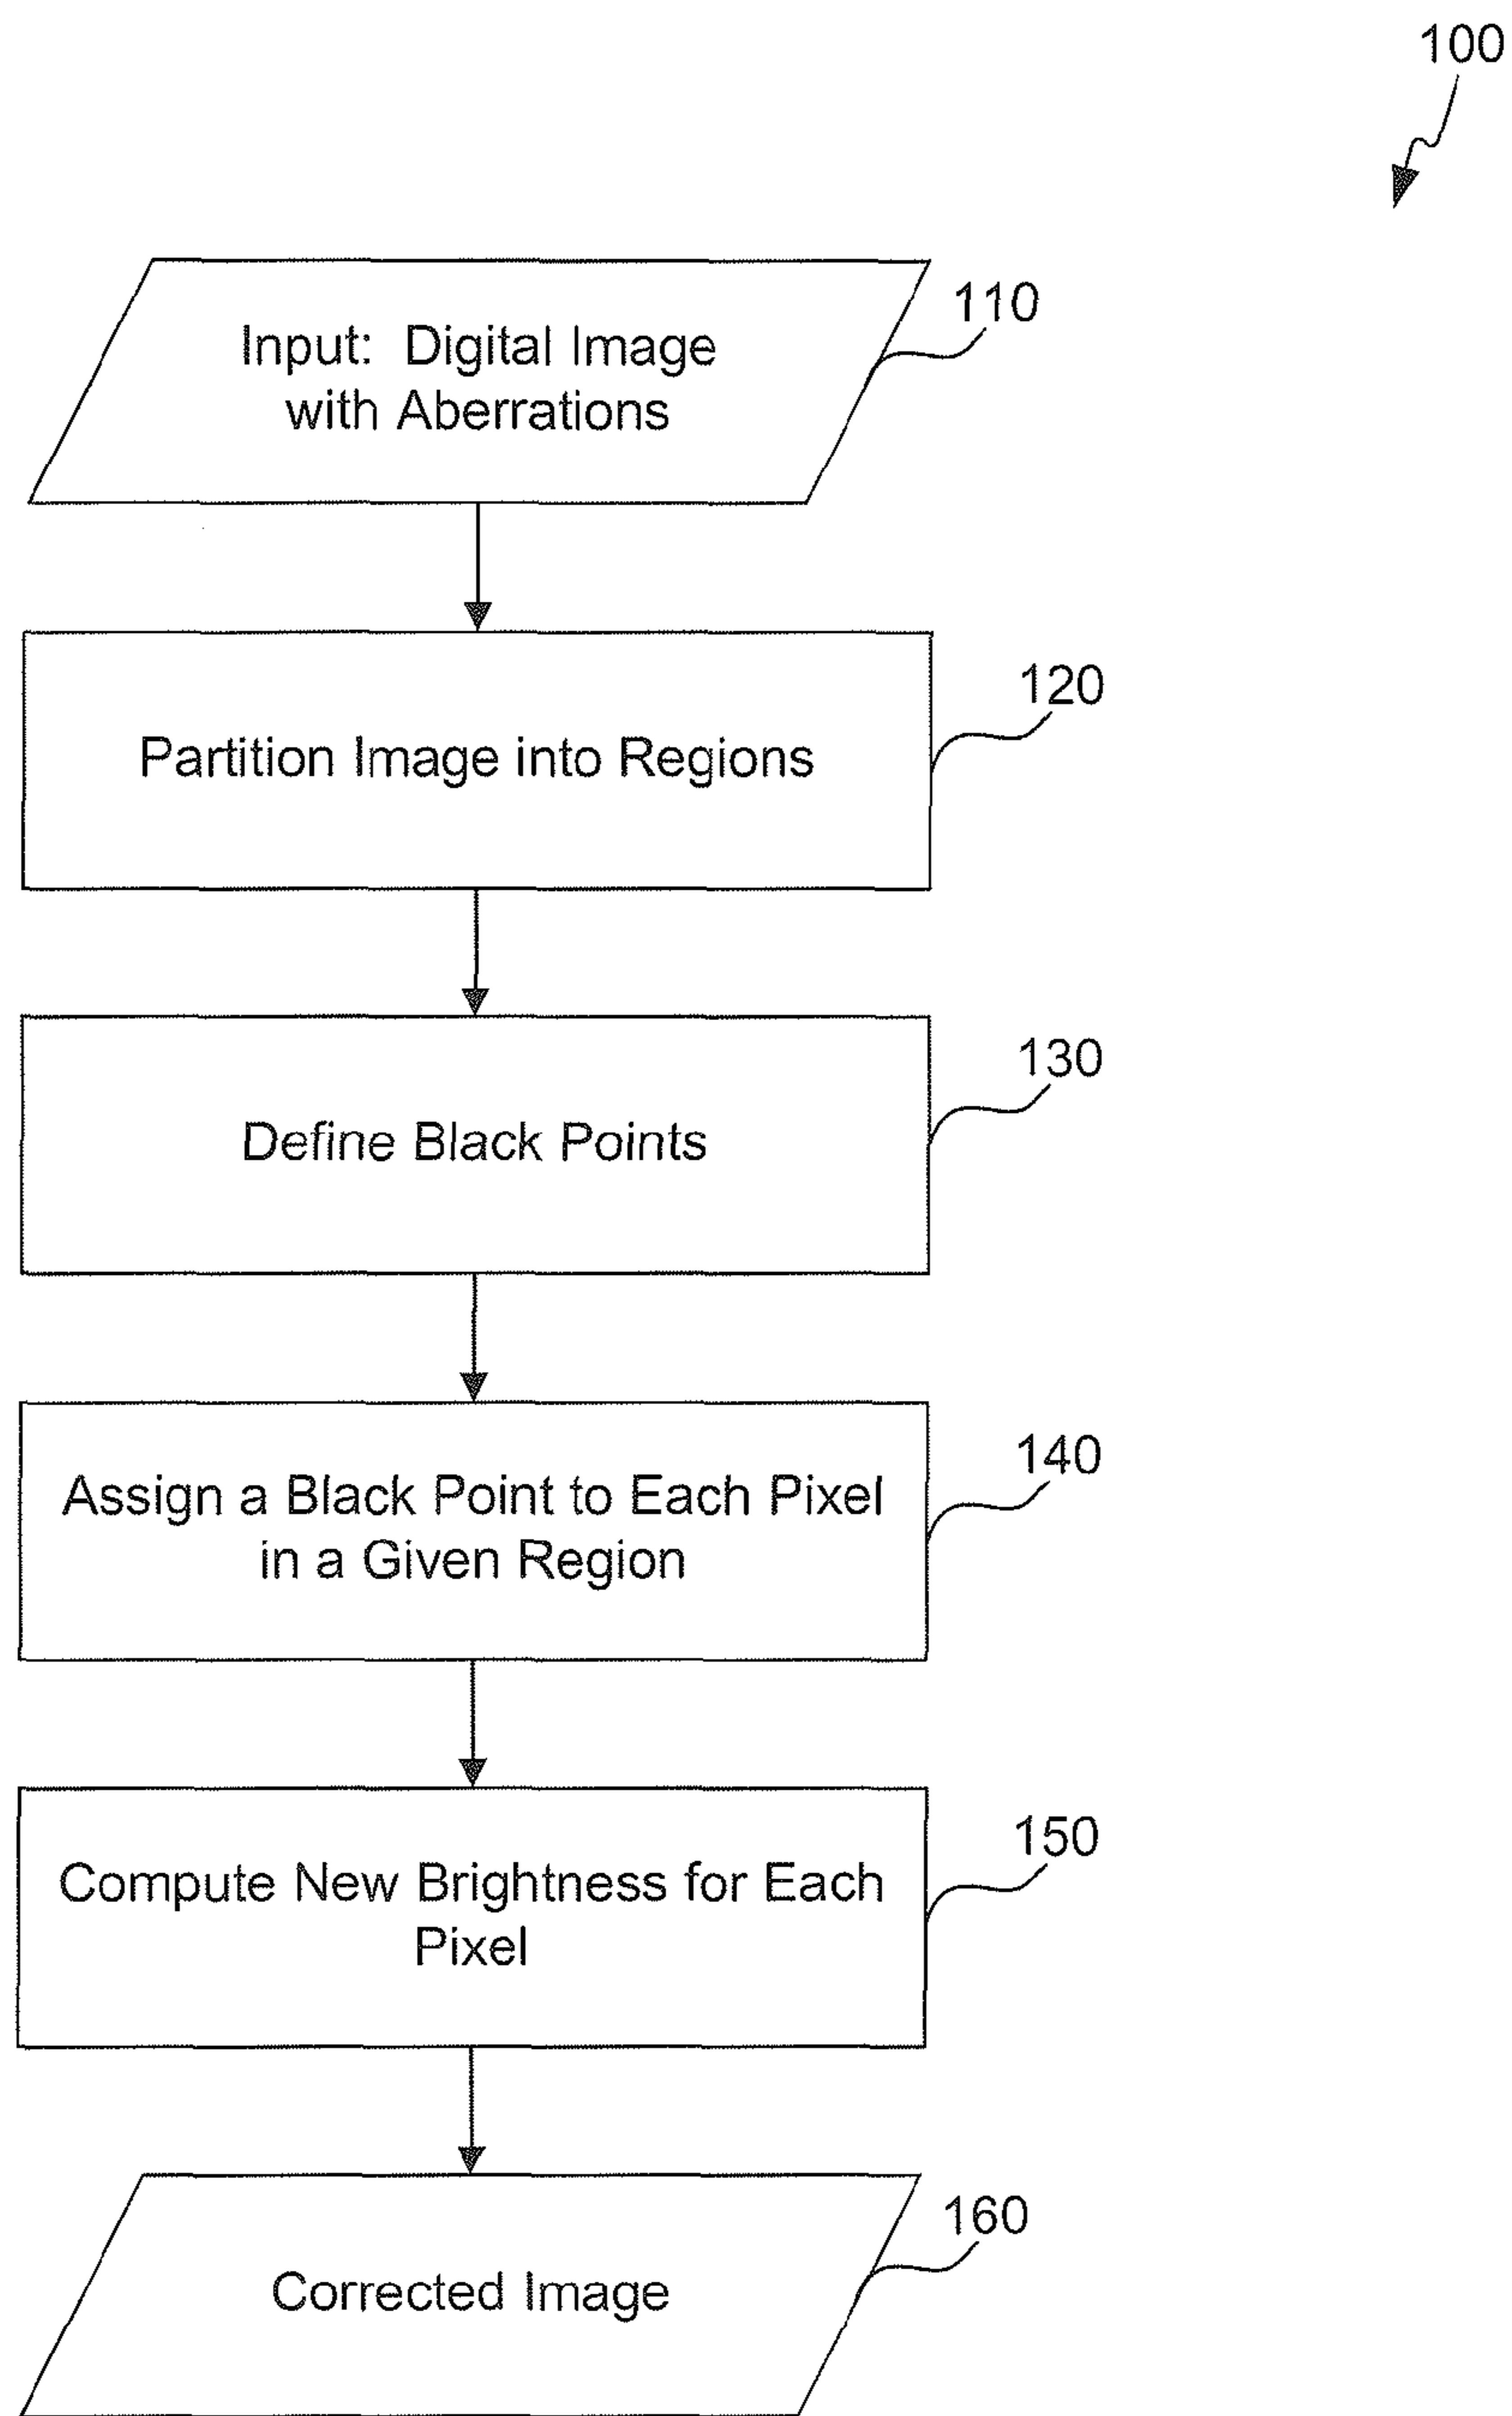 100
110
Input: Digital Image
with Aberrations
120
Partition Image into Regions
130
Define Black Points
140
Assign a Black Point to Each Pixel
in a Given Region
150
Compute New Brightness for Each
Pixel
160
Corrected Image